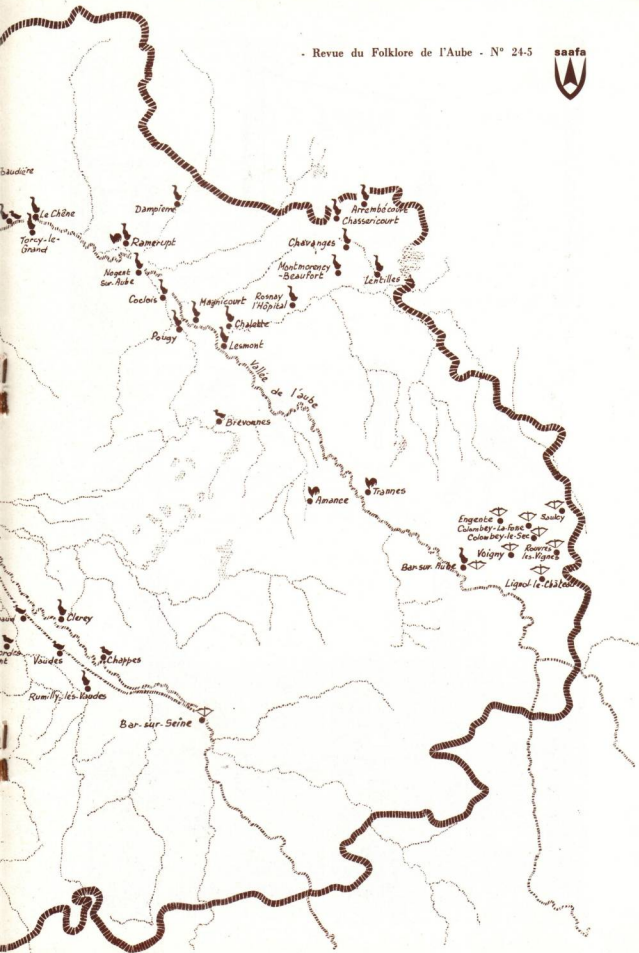 - Revue du Folklore de l'Aube - N° 24-5
saafa
Le Chêne
Torcy-le-
Grand
Dampierre
Ramerupt
Arrembécourt
Chassericourt
Chavanges
Nogent
sur-Aube
Montmorency
-Beaufort
Lentilles
Coclois
Magnicourt
Rosnay
l'Hôpital
Chalette
Pougy
Lesmont
Vallée de l'aube
Brévonnes
Amance
Trannes
Engente
Saulcy
Colombey-La-Fosse
Colombey-le-Sec
Voigny
Rouvres
les-Vignes
Bar-sur Aube
Lignol-le-Château
Clerey
Vaudes
Chappes
Rumilly-lès-Vaudes
Bar-sur-Seine